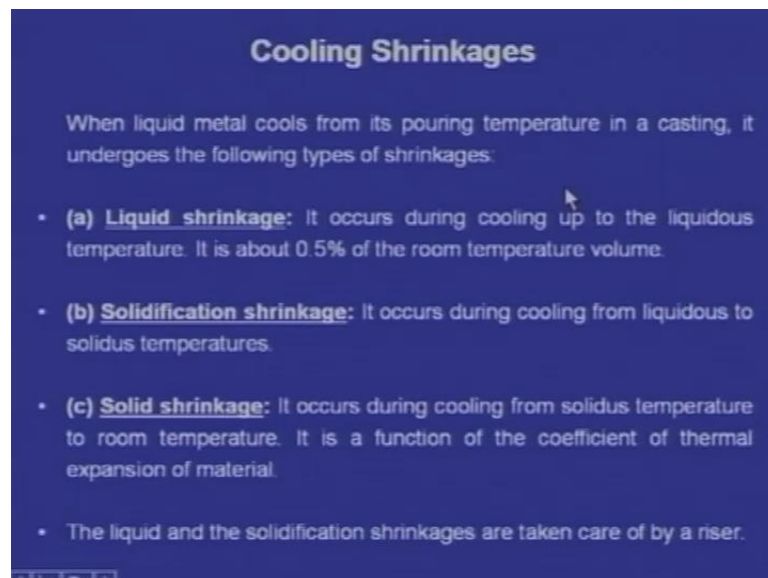 Cooling Shrinkages
When liquid metal cools from its pouring temperature in a casting, it
undergoes the following types of shrinkages:
• (a) Liquid shrinkage: It occurs during cooling up to the liquidous
temperature. It is about 0.5% of the room temperature volume.
• (b) Solidification shrinkage: It occurs during cooling from liquidous to
solidus temperatures.
• (c) Solid shrinkage: It occurs during cooling from solidus temperature
to room temperature. It is a function of the coefficient of thermal
expansion of material.
• The liquid and the solidification shrinkages are taken care of by a riser.